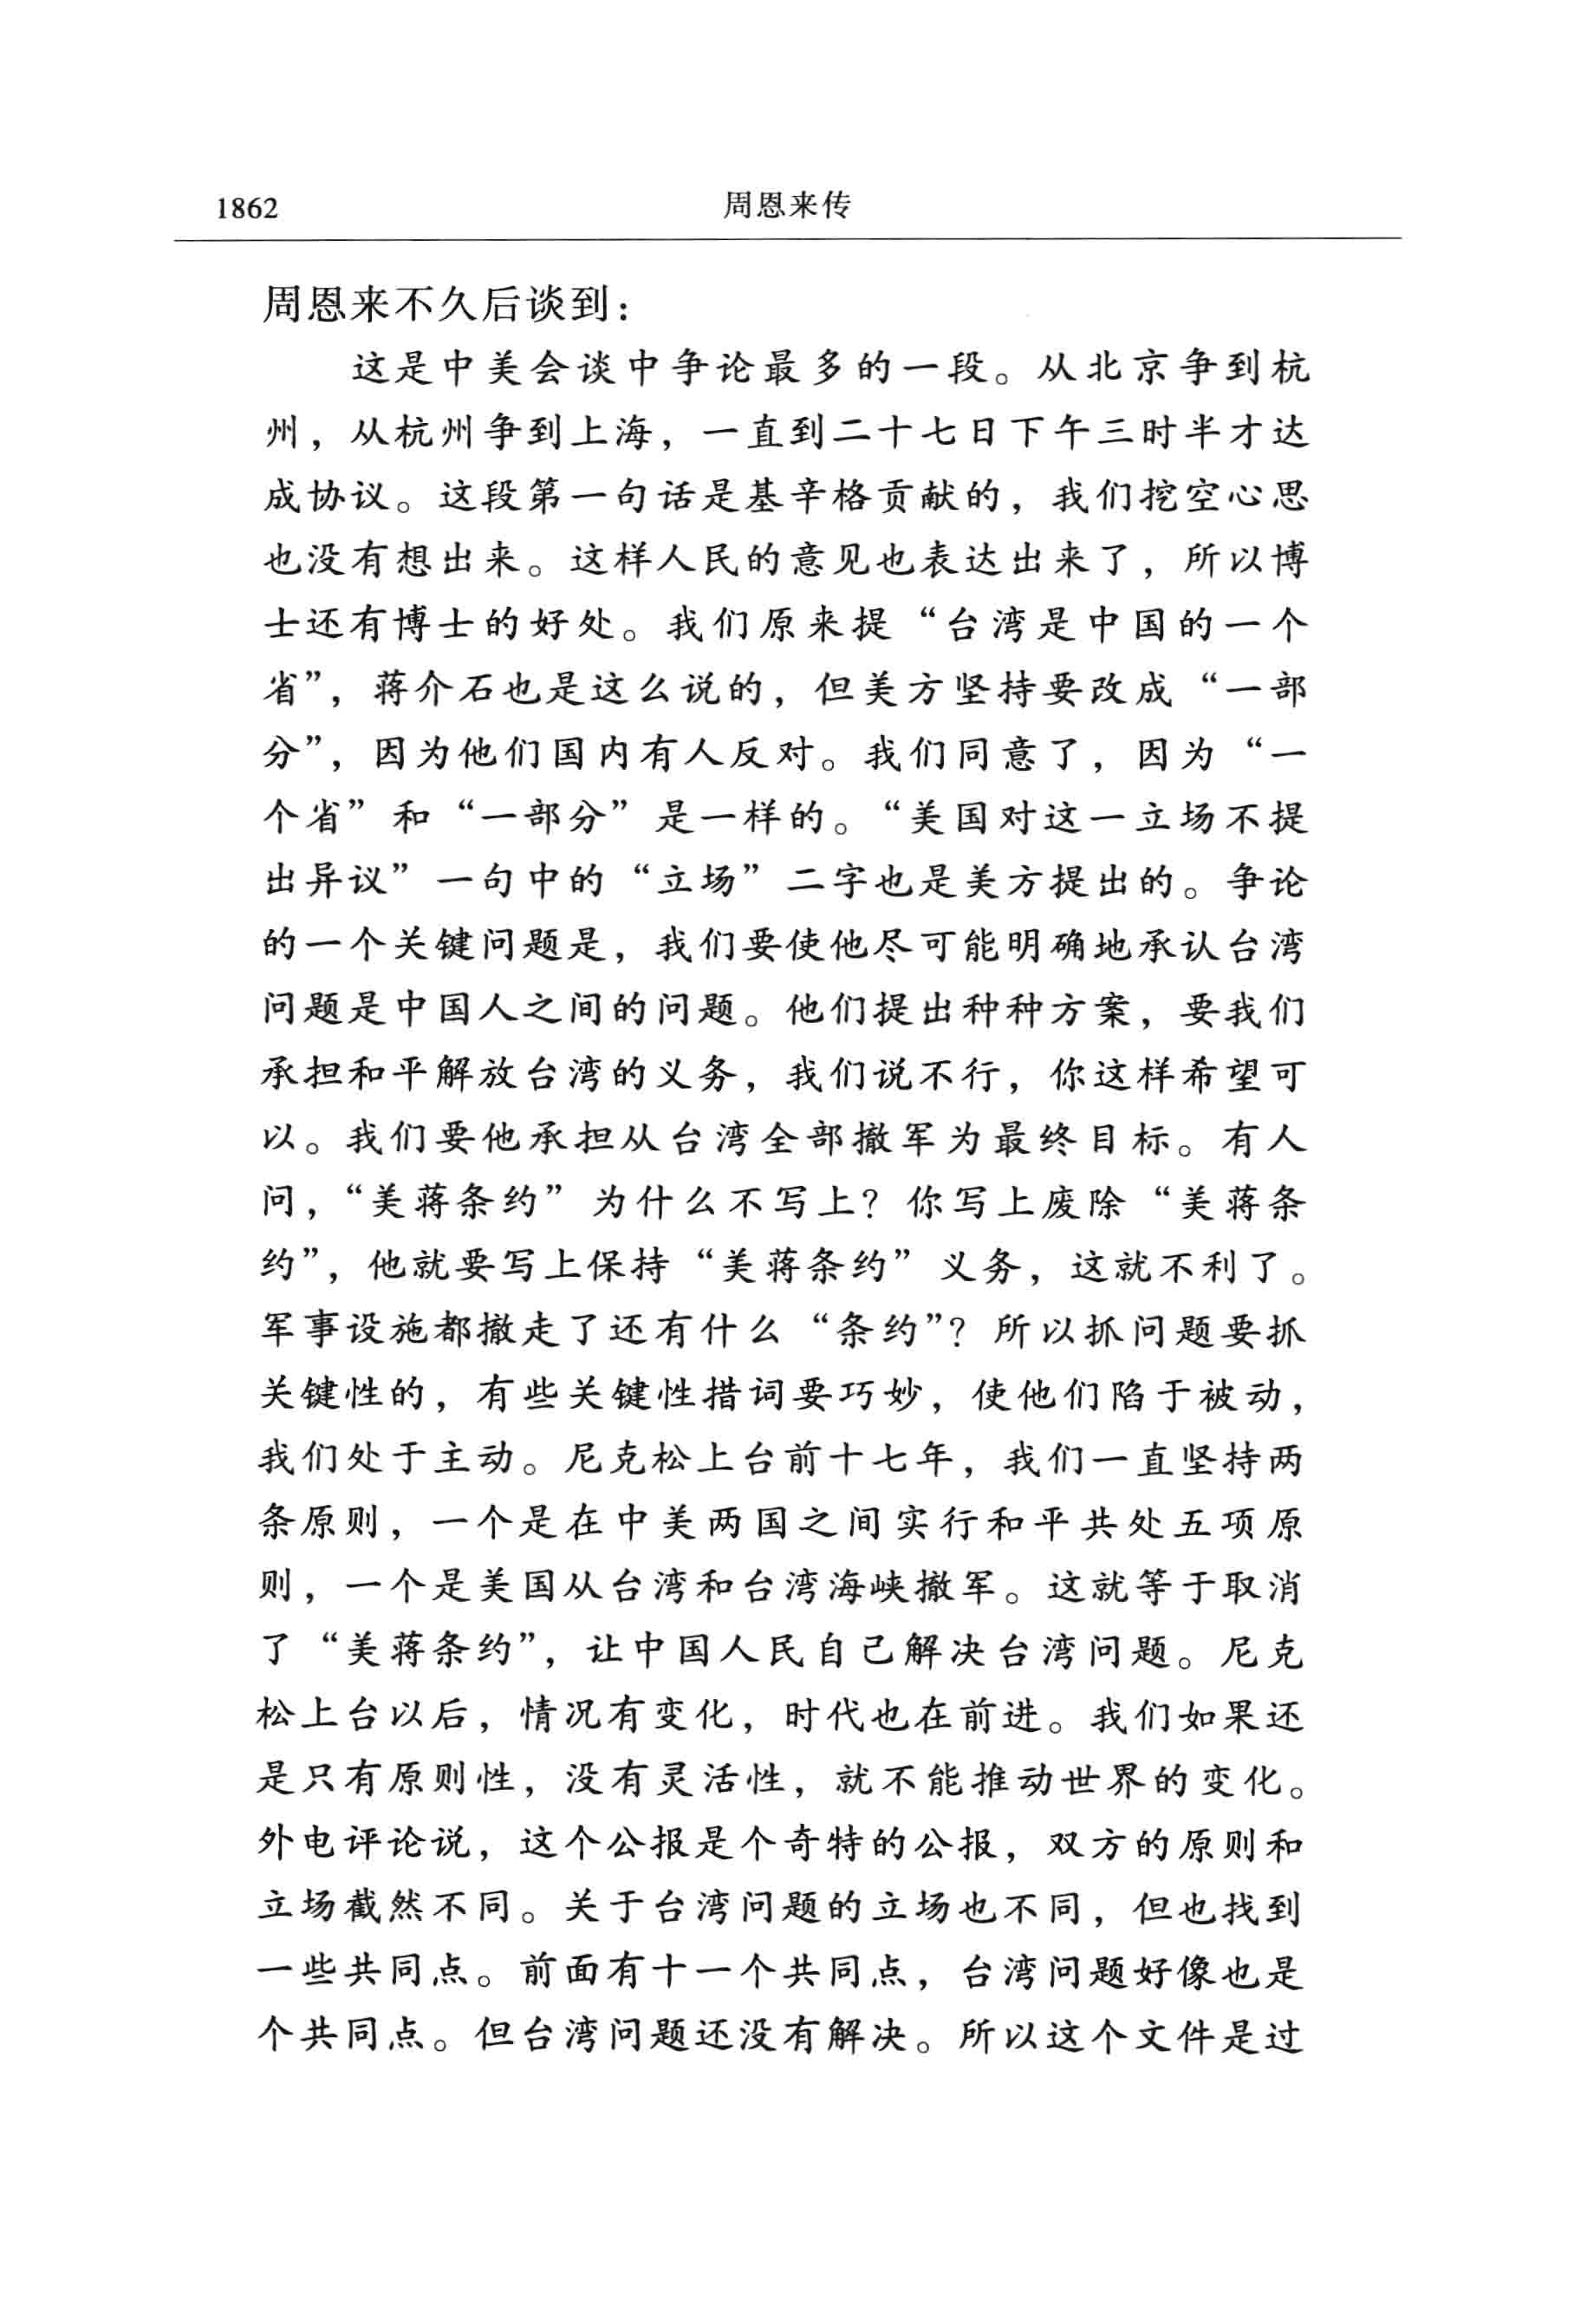 1862
周恩来传
周恩来不久后谈到：
这是中美会谈中争论最多的一段。从北京争到杭
州，从杭州争到上海，一直到二十七日下午三时半才达
成协议。这段第一句话是基辛格贡献的，我们挖空心思
也没有想出来。这样人民的意见也表达出来了，所以博
士还有博士的好处。我们原来提“台湾是中国的一个
省”，蒋介石也是这么说的，但美方坚持要改成“一部
分”，因为他们国内有人反对。我们同意了，因为“一
个省”和“一部分”是一样的。“美国对这一立场不提
出异议”一句中的“立场”二字也是美方提出的。争论
的一个关键问题是，我们要使他尽可能明确地承认台湾
问题是中国人之间的问题。他们提出种种方案，要我们
承担和平解放台湾的义务，我们说不行，你这样希望可
以。我们要他承担从台湾全部撤军为最终目标。有人
问，“美蒋条约”为什么不写上？你写上废除“美蒋条
约”，他就要写上保持“美蒋条约”义务，这就不利了。
军事设施都撤走了还有什么“条约”？所以抓问题要抓
关键性的，有些关键性措词要巧妙，使他们陷于被动，
我们处于主动。尼克松上台前十七年，我们一直坚持两
条原则，一个是在中美两国之间实行和平共处五项原
则，一个是美国从台湾和台湾海峡撤军。这就等于取消
了“美蒋条约”，让中国人民自己解决台湾问题。尼克
松上台以后，情况有变化，时代也在前进。我们如果还
是只有原则性，没有灵活性，就不能推动世界的变化。
外电评论说，这个公报是个奇特的公报，双方的原则和
立场截然不同。关于台湾问题的立场也不同，但也找到
一些共同点。前面有十一个共同点，台湾问题好像也是
个共同点。但台湾问题还没有解决。所以这个文件是过